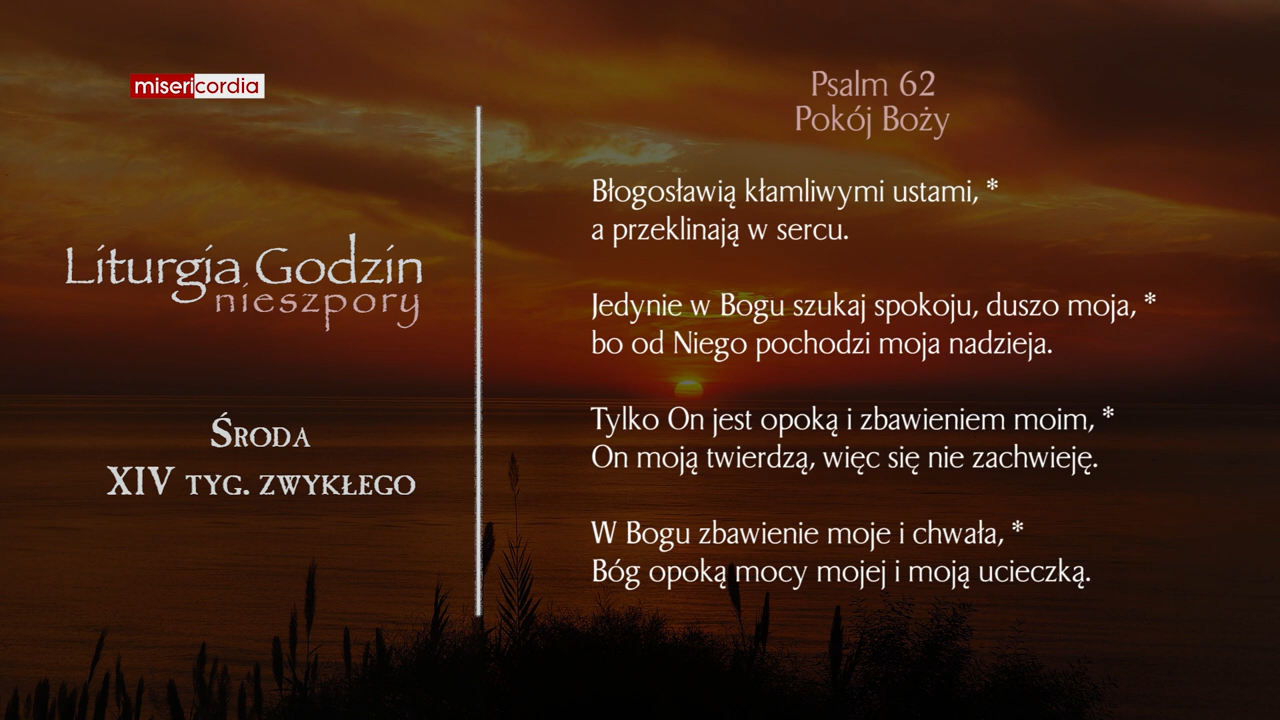 misericordia
Liturgia Godzin
nieszpory
Środa
XIV tyg. zwykłego
Psalm 62
Pokój Boży
Błogosławią kłamliwymi ustami, *
a przeklinają w sercu.
Jedynie w Bogu szukaj spokoju, duszo moja, *
bo od Niego pochodzi moja nadzieja.
Tylko On jest opoką i zbawieniem moim, *
On moją twierdzą, więc się nie zachwieję.
W Bogu zbawienie moje i chwała, *
Bóg opoką mocy mojej i moją ucieczką.